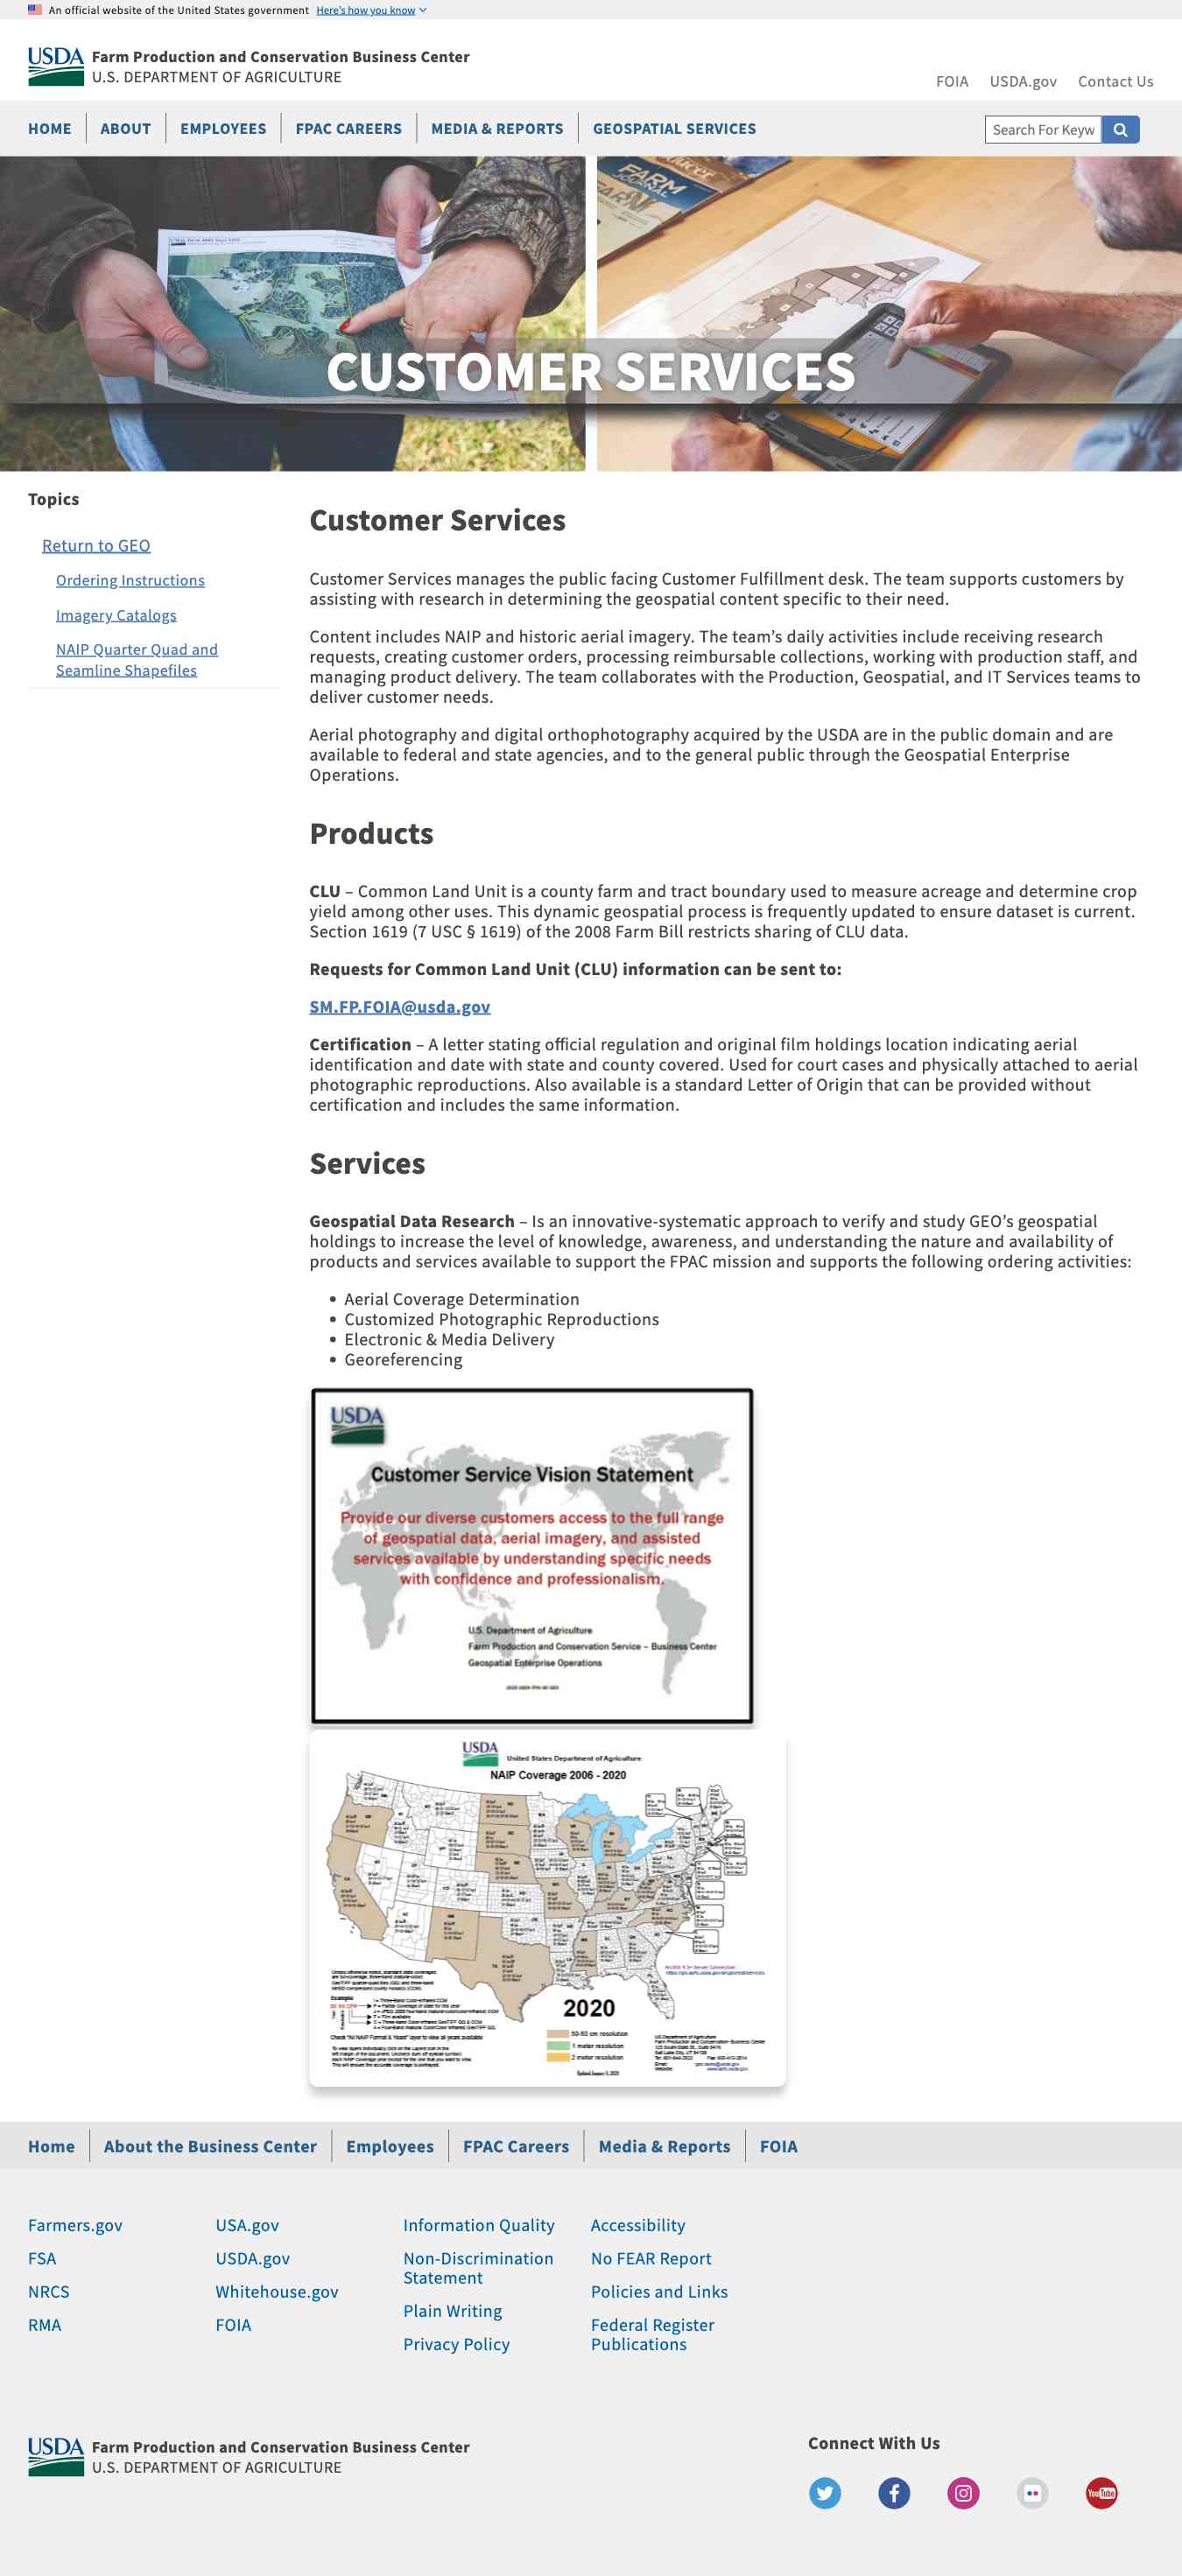 An official website of the United States government Here's how you know
USDA Farm Production and Conservation Business Center
U.S. DEPARTMENT OF AGRICULTURE
FOIA USDA.gov Contact Us
HOME ABOUT EMPLOYEES FPAC CAREERS MEDIA & REPORTS GEOSPATIAL SERVICES
Search For Keyw
FARM
JOURNAL
CUSTOMER SERVICES
Topics
Return to GEO
Ordering Instructions
Imagery Catalogs
NAIP Quarter Quad and
Seamline Shapefiles
Customer Services
Customer Services manages the public facing Customer Fulfillment desk. The team supports customers by
assisting with research in determining the geospatial content specific to their need.
Content includes NAIP and historic aerial imagery. The team’s daily activities include receiving research
requests, creating customer orders, processing reimbursable collections, working with production staff, and
managing product delivery. The team collaborates with the Production, Geospatial, and IT Services teams to
deliver customer needs.
Aerial photography and digital orthophotography acquired by the USDA are in the public domain and are
available to federal and state agencies, and to the general public through the Geospatial Enterprise
Operations.
Products
CLU – Common Land Unit is a county farm and tract boundary used to measure acreage and determine crop
yield among other uses. This dynamic geospatial process is frequently updated to ensure dataset is current.
Section 1619 (7 USC § 1619) of the 2008 Farm Bill restricts sharing of CLU data.
Requests for Common Land Unit (CLU) information can be sent to:
SM.FP.FOIA@usda.gov
Certification – A letter stating official regulation and original film holdings location indicating aerial
identification and date with state and county covered. Used for court cases and physically attached to aerial
photographic reproductions. Also available is a standard Letter of Origin that can be provided without
certification and includes the same information.
Services
Geospatial Data Research – Is an innovative-systematic approach to verify and study GEO’s geospatial
holdings to increase the level of knowledge, awareness, and understanding the nature and availability of
products and services available to support the FPAC mission and supports the following ordering activities:
• Aerial Coverage Determination
• Customized Photographic Reproductions
• Electronic & Media Delivery
• Georeferencing
USDA
Customer Service Vision Statement
Provide our diverse customers access to the full range
of geospatial data, aerial imagery, and assisted
services available by understanding specific needs
with confidence and professionalism.
U.S. Department of Agriculture
Farm Production and Conservation Service – Business Center
Geospatial Enterprise Operations
USDA United States Department of Agriculture
NAIP Coverage 2006 - 2020
2020
50-60 cm resolution
1 meter resolution
2 meter resolution
Home About the Business Center Employees FPAC Careers Media & Reports FOIA
Farmers.gov USA.gov Information Quality Accessibility
FSA USDA.gov Non-Discrimination No FEAR Report
Statement
NRCS Whitehouse.gov Policies and Links
Plain Writing
RMA FOIA Federal Register
Privacy Policy Publications
USDA Farm Production and Conservation Business Center
U.S. DEPARTMENT OF AGRICULTURE
Connect With Us
YouTube